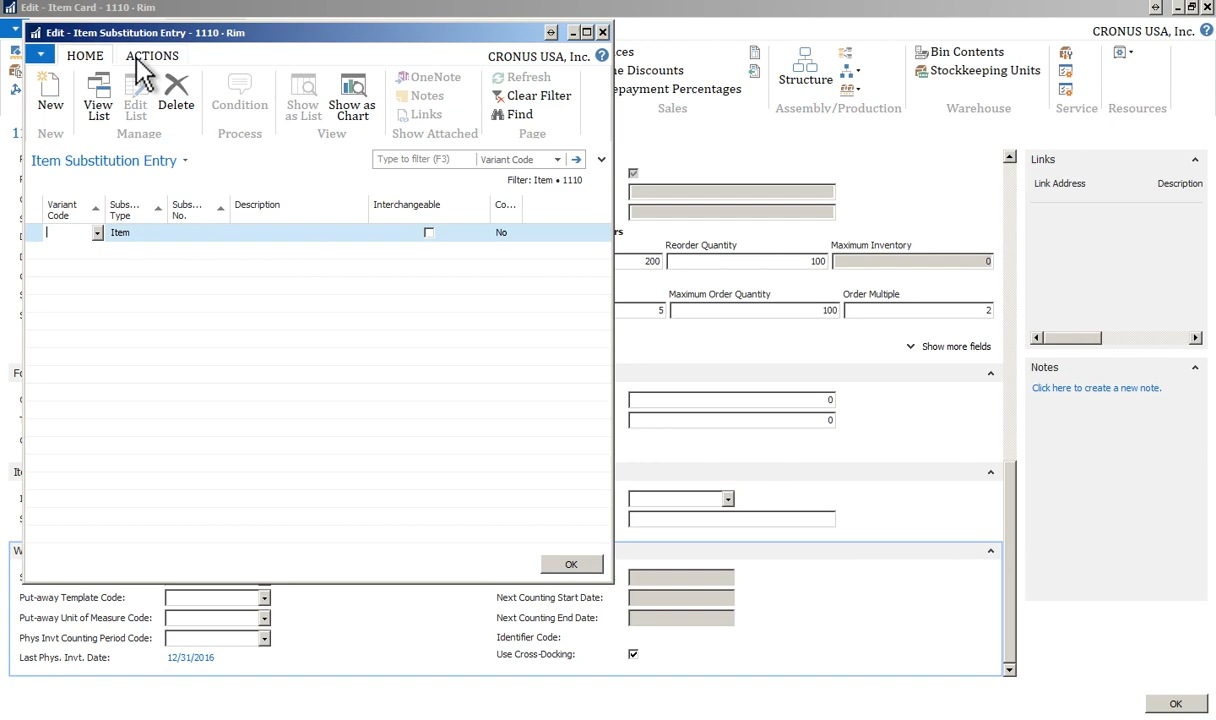 Edit - Item Card - 1110 - Rim
CRONUS USA, Inc.
Edit - Item Substitution Entry - 1110 - Rim
HOME ACTIONS
CRONUS USA, Inc.
New
View List
Edit List
Delete
Condition
Show as List
Show as Chart
OneNote
Notes
Links
Refresh
Clear Filter
Find
New
Manage
Process
View
Show Attached
Page
Item Substitution Entry
Type to filter (F3)
Variant Code
Filter: Item • 1110
Variant Code
Subs... Type
Subs... No.
Description
Interchangeable
Co...
Item
No
OK
Structure
Bin Contents
Stockkeeping Units
Sales
Assembly/Production
Warehouse
Service
Resources
Reorder Quantity
Maximum Inventory
200
100
0
Maximum Order Quantity
Order Multiple
5
100
2
Show more fields
0
0
Links
Link Address
Description
Notes
Click here to create a new note.
Put-away Template Code:
Put-away Unit of Measure Code:
Phys Invt Counting Period Code:
Last Phys. Invt. Date:
12/31/2016
Next Counting Start Date:
Next Counting End Date:
Identifier Code:
Use Cross-Docking:
OK